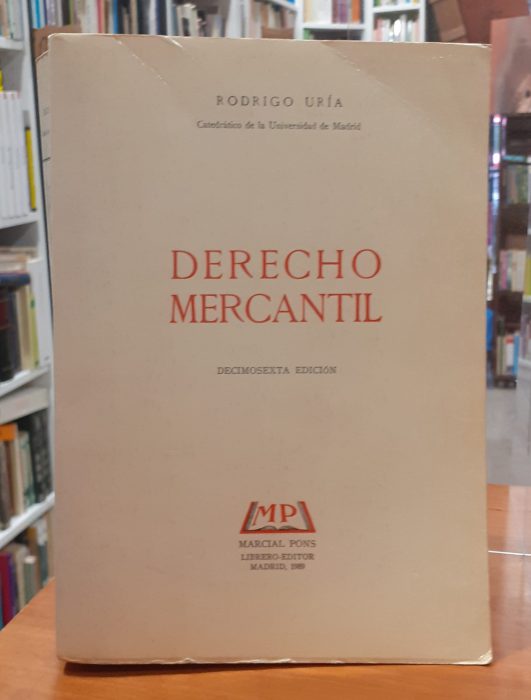 RODRIGO URÍA
Catedrático de la Universidad de Madrid
DERECHO
MERCANTIL
DECIMOSEXTA EDICIÓN
MP
MARCIAL PONS
LIBRERO-EDITOR
MADRID, 1989